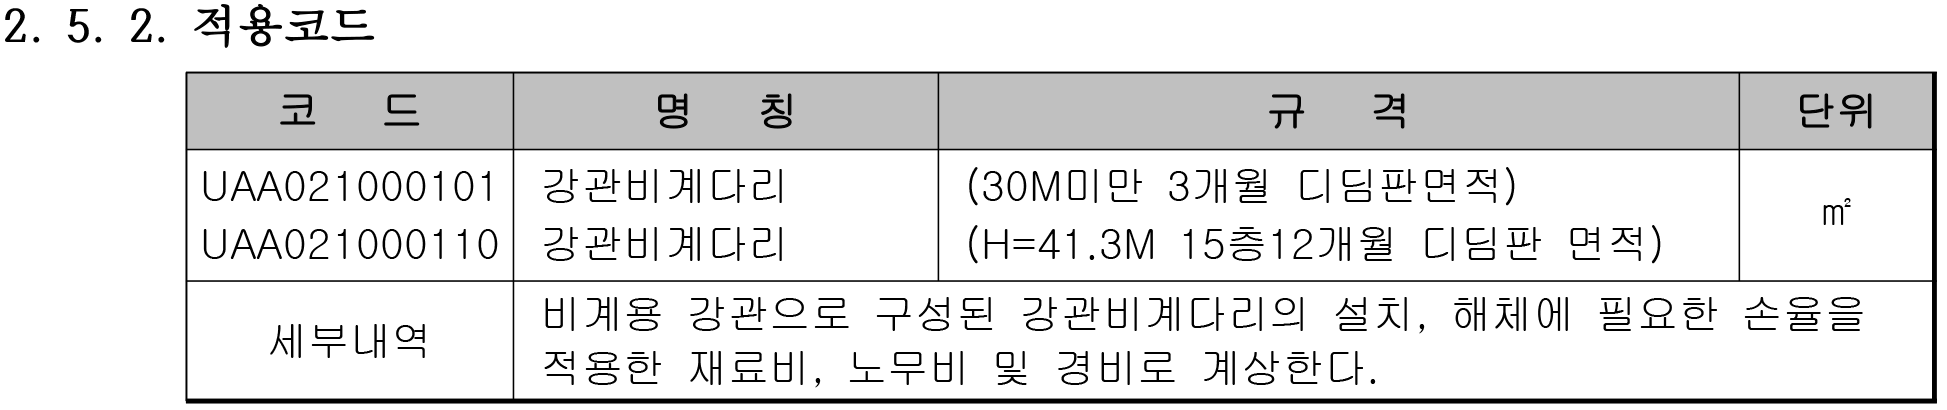 2. 5. 2. 적용코드
코 드 명 칭 규 격 단위
UAA021000101 강관비계다리 (30M미만 3개월 디딤판면적)
㎡
UAA021000110 강관비계다리 (H=41.3M 15층12개월 디딤판 면적)
세부내역
비계용 강관으로 구성된 강관비계다리의 설치, 해체에 필요한 손율을
적용한 재료비, 노무비 및 경비로 계상한다.